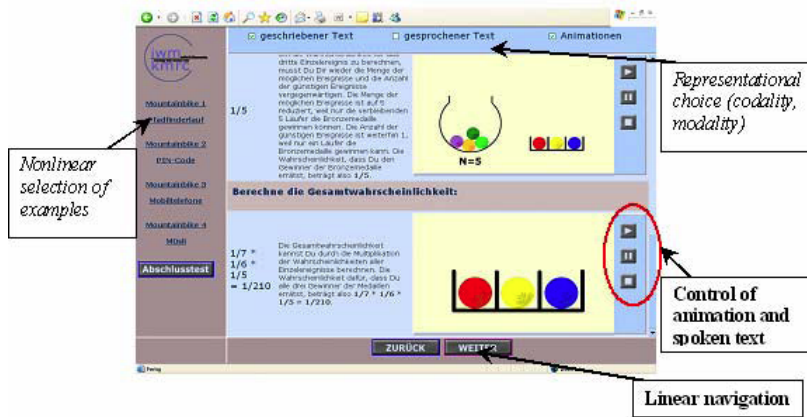 geschriebener Text
gesprochener Text
Animationen
iwm
kmrc
Mountainbike 1
Pfadfinderlauf
Mountainbike 2
PIN-Code
Mountainbike 3
Mobiltelefone
Mountainbike 4
Müsli
Abschlusstest
1/5
dritte Einzelereignis zu berechnen,
musst Du Dir wieder die Menge der
möglichen Ereignisse und die Anzahl
der günstigen Ereignisse
vergegenwärtigen. Die Menge der
möglichen Ereignisse ist auf 5
reduziert, weil nur die verbleibenden
5 Läufer die Bronzemedaille
gewinnen können. Die Anzahl der
günstigen Ereignisse ist weiterhin 1,
weil nur ein Läufer die
Bronzemedaille gewinnen kann. Die
Wahrscheinlichkeit, dass Du den
Gewinner der Bronzemedaille
errätst, beträgt also 1/5.
N=5
Berechne die Gesamtwahrscheinlichkeit:
1/7 *
1/6 *
1/5
= 1/210
Die Gesamtwahrscheinlichkeit
kannst Du durch die Multiplikation
der Wahrscheinlichkeiten aller
Einzelereignisse berechnen. Die
Wahrscheinlichkeit dafür, dass Du
alle drei Gewinner der Medaillen
errätst, beträgt also 1/7 * 1/6 *
1/5 = 1/210.
ZURÜCK
WEITER
Fertig
Nonlinear
selection of
examples
Representational
choice (codality,
modality)
Control of
animation and
spoken text
Linear navigation